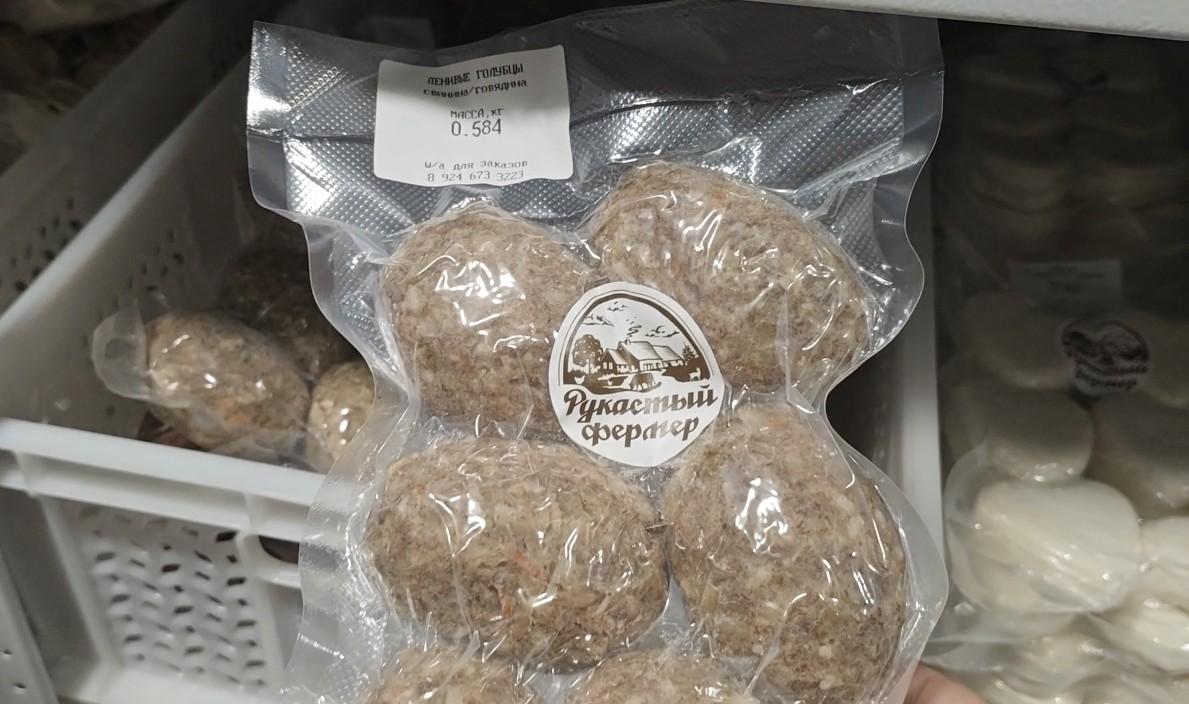 ЛЕНИВЫЕ ГОЛУБЦЫ
свинина/говядина
МАССА,кг
0.584
ш/а для заказов
8 924 673 3223
Рукастый
фермер